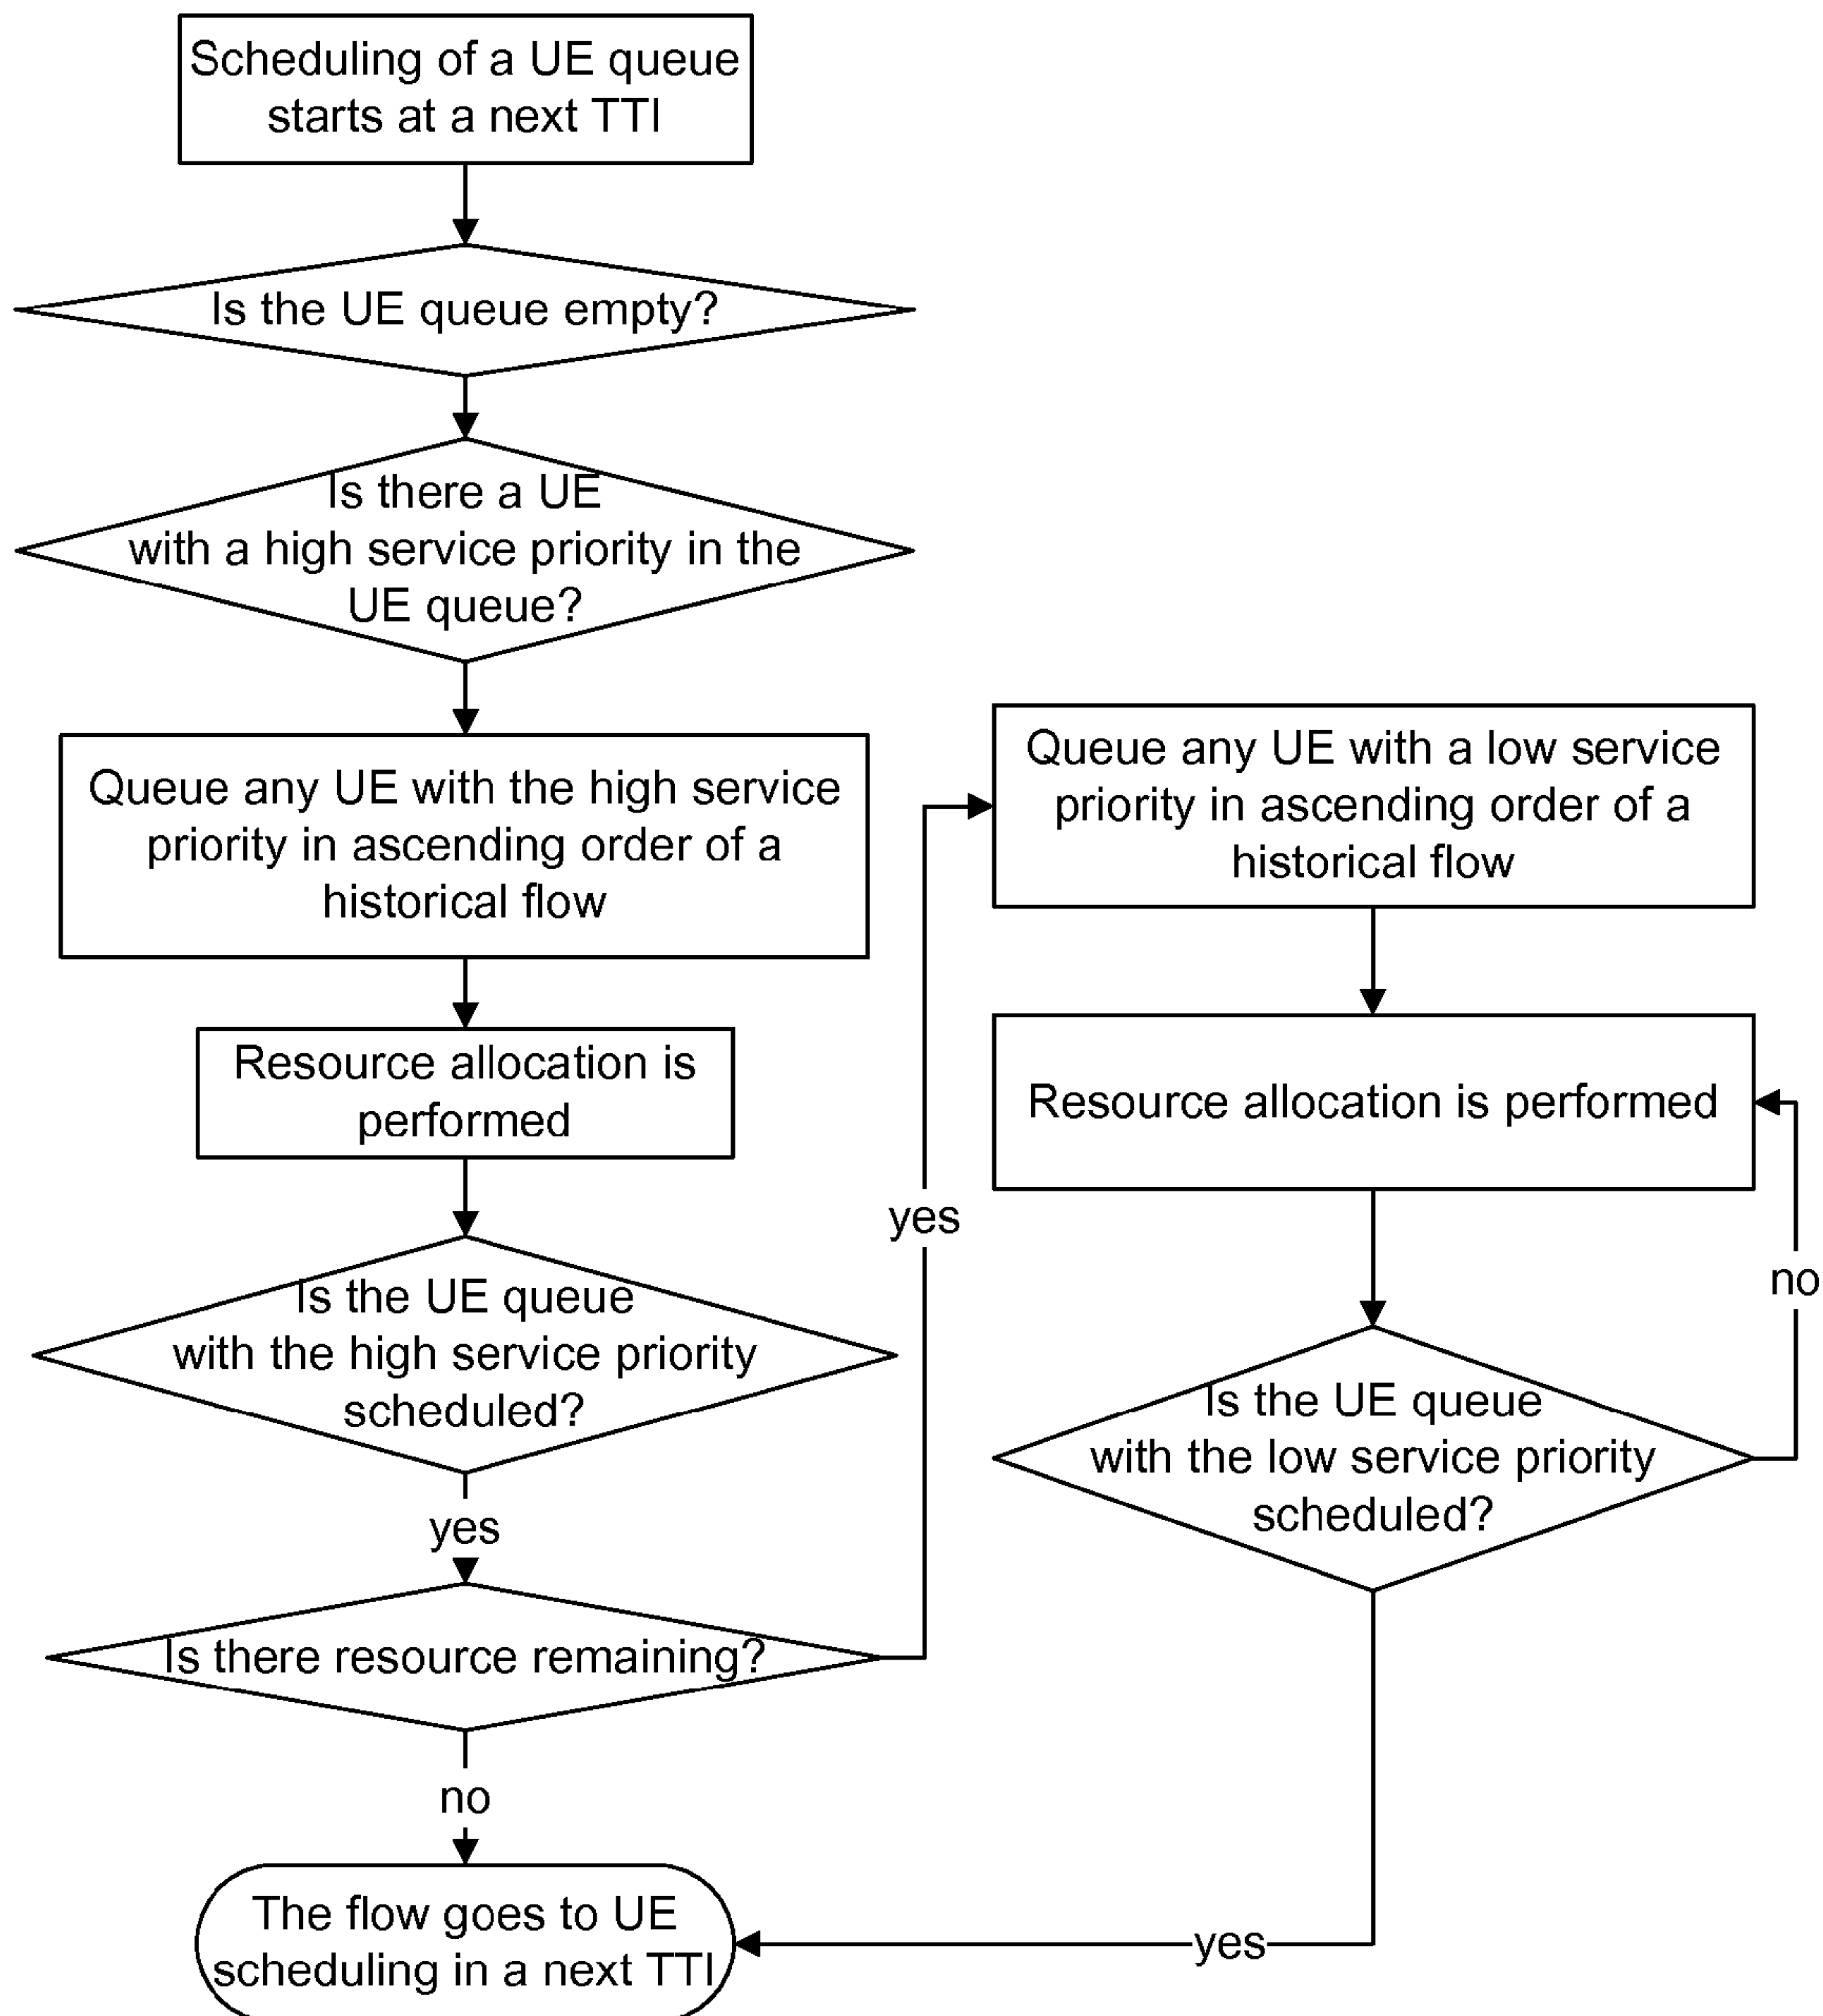 Scheduling of a UE queue
starts at a next TTI
Is the UE queue empty?
Is there a UE
with a high service priority in the
UE queue?
Queue any UE with the high service
priority in ascending order of a
historical flow
Resource allocation is
performed
Is the UE queue
with the high service priority
scheduled?
yes
Is there resource remaining?
no
The flow goes to UE
scheduling in a next TTI
yes
Queue any UE with a low service
priority in ascending order of a
historical flow
Resource allocation is performed
no
Is the UE queue
with the low service priority
scheduled?
yes